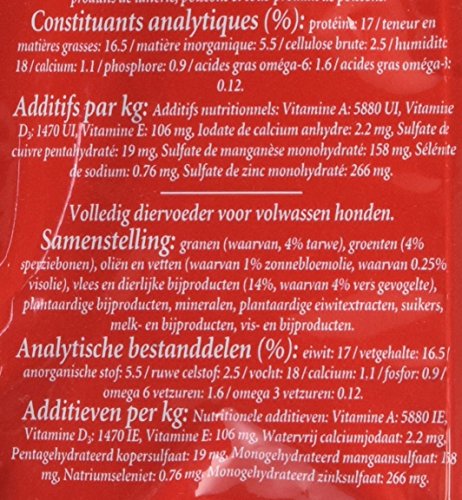 Constituants analytiques (%): protéine: 17 / teneur en
matières grasses: 16.5 / matière inorganique: 5.5 / cellulose brute: 2.5 / humidité
18 / calcium: 1.1 / phosphore: 0.9 / acides gras oméga-6: 1.6 / acides gras oméga-3:
0.12.
Additifs par kg: Additifs nutritionnels: Vitamine A: 5880 UI, Vitamine
D3: 1470 UI, Vitamine E: 106 mg, Iodate de calcium anhydre: 2.2 mg, Sulfate de
cuivre pentahydraté: 19 mg, Sulfate de manganèse monohydraté: 158 mg, Sélénite
de sodium: 0.76 mg, Sulfate de zinc monohydraté: 266 mg.
Volledig diervoeder voor volwassen honden.
Samenstelling: granen (waarvan, 4% tarwe), groenten (4%
sperziebonen), oliën en vetten (waarvan 1% zonnebloemolie, waarvan 0.25%
visolie), vlees en dierlijke bijproducten (14%, waarvan 4% vers gevogelte),
plantaardige bijproducten, mineralen, plantaardige eiwitextracten, suikers,
melk- en bijproducten, vis- en bijproducten.
Analytische bestanddelen (%): eiwit: 17 / vetgehalte: 16.5 /
anorganische stof: 5.5 / ruwe celstof: 2.5 / vocht: 18 / calcium: 1.1 / fosfor: 0.9 /
omega 6 vetzuren: 1.6 / omega 3 vetzuren: 0.12.
Additieven per kg: Nutritionele additieven: Vitamine A: 5880 IE,
Vitamine D3: 1470 IE, Vitamine E: 106 mg, Watervrij calciumjodaat: 2.2 mg,
Pentagehydrateerd kopersulfaat: 19 mg, Monogehydrateerd mangaansulfaat: 158
mg, Natriumseleniet: 0.76 mg, Monogehydrateerd zinksulfaat: 266 mg.